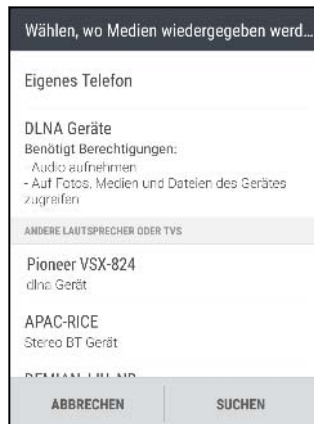 Wählen, wo Medien wiedergegeben werd...
Eigenes Telefon
DLNA Geräte
Benötigt Berechtigungen:
- Audio aufnehmen
- Auf Fotos, Medien und Dateien des Gerätes
zugreifen
ANDERE LAUTSPRECHER ODER TVS
Pioneer VSX-824
dlna Gerät
APAC-RICE
Stereo BT Gerät
ABBRECHEN
SUCHEN